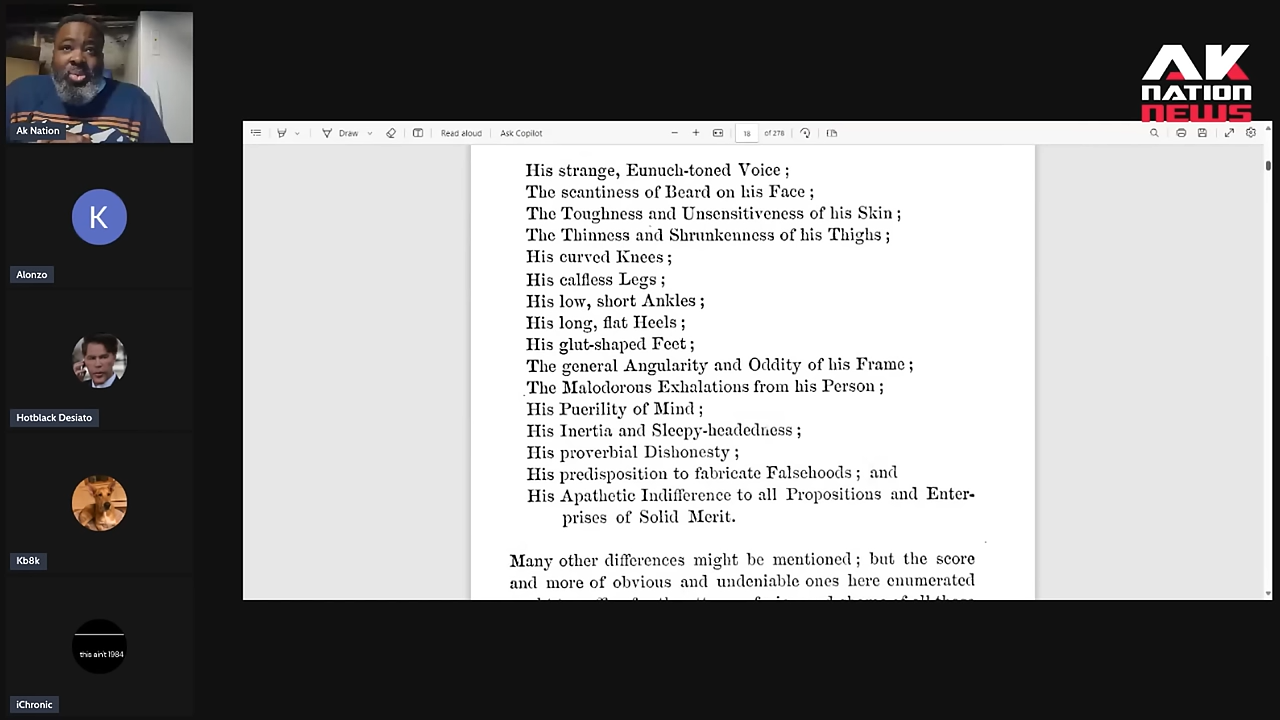 Ak Nation
K
Alonzo
Hotblack Desiato
Kb8k
this ain't 1984
iChronic
AK
NATION
NEWS
Draw
Read aloud
Ask Copilot
18
of 278
His strange, Eunuch-toned Voice;
The scantiness of Beard on his Face;
The Toughness and Unsensitiveness of his Skin;
The Thinness and Shrunkenness of his Thighs;
His curved Knees;
His calfless Legs;
His low, short Ankles;
His long, flat Heels;
His glut-shaped Feet;
The general Angularity and Oddity of his Frame;
The Malodorous Exhalations from his Person;
His Puerility of Mind;
His Inertia and Sleepy-headedness;
His proverbial Dishonesty;
His predisposition to fabricate Falsehoods; and
His Apathetic Indifference to all Propositions and Enter-
prises of Solid Merit.
Many other differences might be mentioned; but the score
and more of obvious and undeniable ones here enumerated